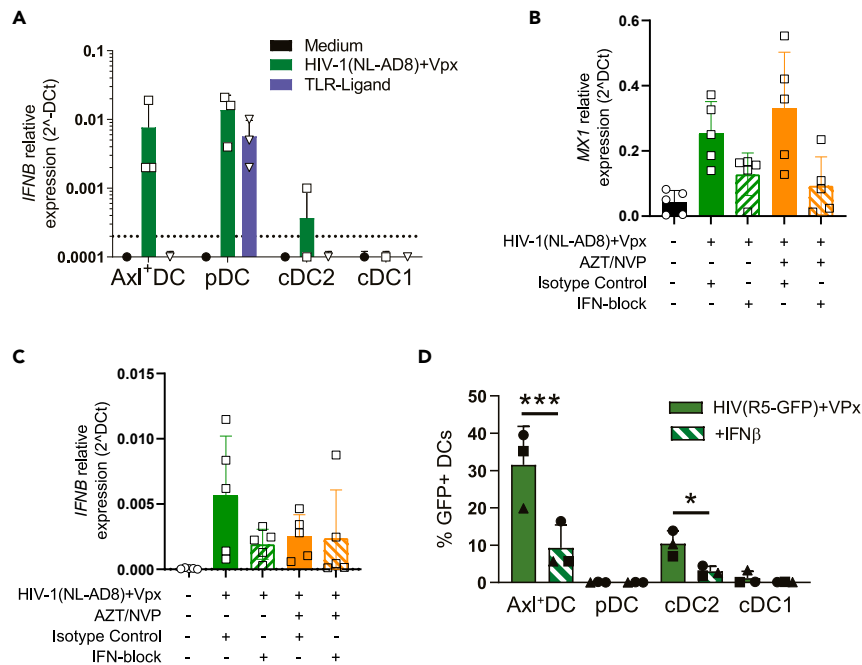 A
IFNB relative
expression (2^-DCt)
0.1
0.01
0.001
0.0001
Medium
HIV-1(NL-AD8)+Vpx
TLR-Ligand
Axl+DC pDC cDC2 cDC1
B
MX1 relative
expression (2^DCt)
0.6
0.4
0.2
0.0
HIV-1(NL-AD8)+Vpx - + + + +
AZT/NVP - - - + +
Isotype Control - + - + -
IFN-block - - + - +
C
IFNB relative
expression (2^DCt)
0.015
0.010
0.005
0.000
HIV-1(NL-AD8)+Vpx - + + + +
AZT/NVP - - - + +
Isotype Control - + - + -
IFN-block - - + - +
D
% GFP+ DCs
50
40
30
20
10
0
***
*
HIV(R5-GFP)+VPx
+IFNβ
Axl+DC pDC cDC2 cDC1